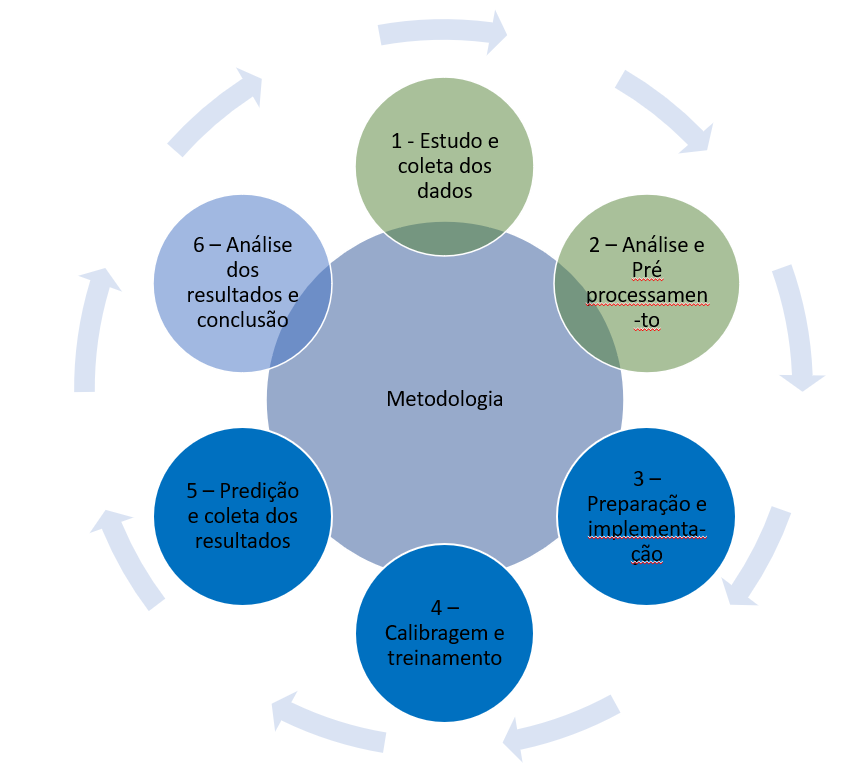 1 - Estudo e
coleta dos
dados
2 – Análise e
Pré
processamen
-to
3 –
Preparação e
implementa-
ção
4 –
Calibragem e
treinamento
5 – Predição
e coleta dos
resultados
6 – Análise
dos
resultados e
conclusão
Metodologia